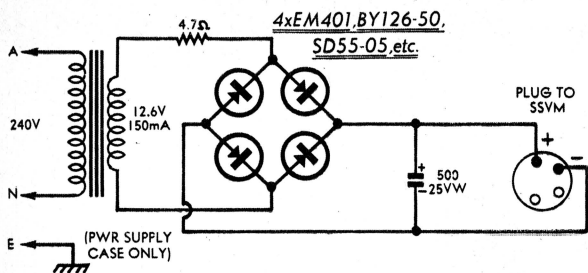 4.7Ω
4xEM401,BY126-50,
SD55-05,etc.
A
240V
N
12.6V
150mA
E
(PWR SUPPLY
CASE ONLY)
+
500
-25VW
PLUG TO
SSVM
+
-